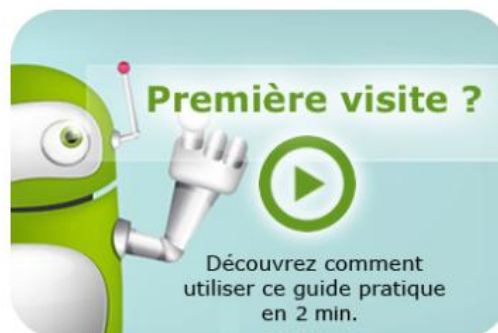 Première visite ?
Découvrez comment
utiliser ce guide pratique
en 2 min.